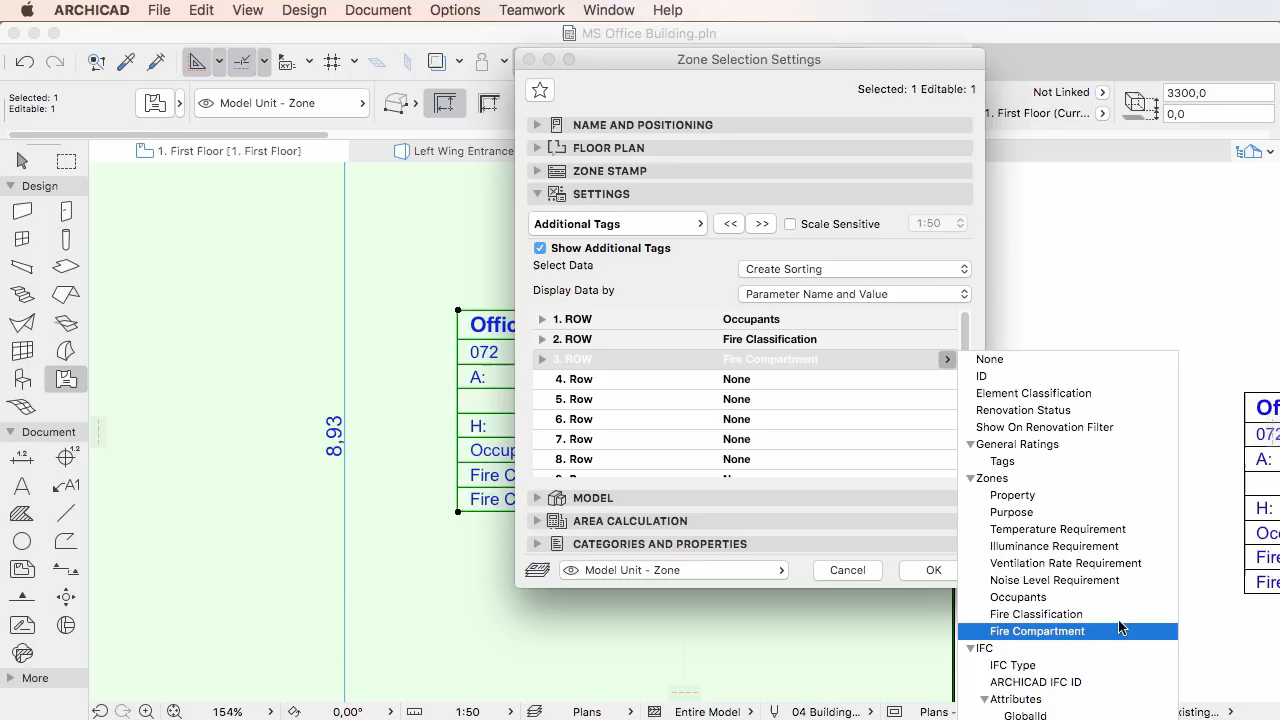 ARCHICAD File Edit View Design Document Options Teamwork Window Help
MS Office Building.pln
Zone Selection Settings
Selected: 1
Editable: 1
Model Unit - Zone
Selected: 1 Editable: 1
Not Linked
3300,0
1. First Floor (Curr...
0,0
1. First Floor [1. First Floor]
Left Wing Entrance
Design
Document
More
NAME AND POSITIONING
FLOOR PLAN
ZONE STAMP
SETTINGS
Additional Tags
<<
>>
Scale Sensitive
1:50
Show Additional Tags
Select Data
Create Sorting
Display Data by
Parameter Name and Value
1. ROW Occupants
2. ROW Fire Classification
3. ROW Fire Compartment
4. Row None
5. Row None
6. Row None
7. Row None
8. Row None
MODEL
AREA CALCULATION
CATEGORIES AND PROPERTIES
Model Unit - Zone
Cancel
OK
None
ID
Element Classification
Renovation Status
Show On Renovation Filter
General Ratings
Tags
Zones
Property
Purpose
Temperature Requirement
Illuminance Requirement
Ventilation Rate Requirement
Noise Level Requirement
Occupants
Fire Classification
Fire Compartment
IFC
IFC Type
ARCHICAD IFC ID
Attributes
GlobalId
8,93
Offic
072
A:
H:
Occup
Fire C
Fire C
Of
072
A:
H:
Occ
Fire
Fire
1.2
A
A1
154%
0,00°
1:50
Plans
Entire Model
04 Building...
Plans -
xisting...